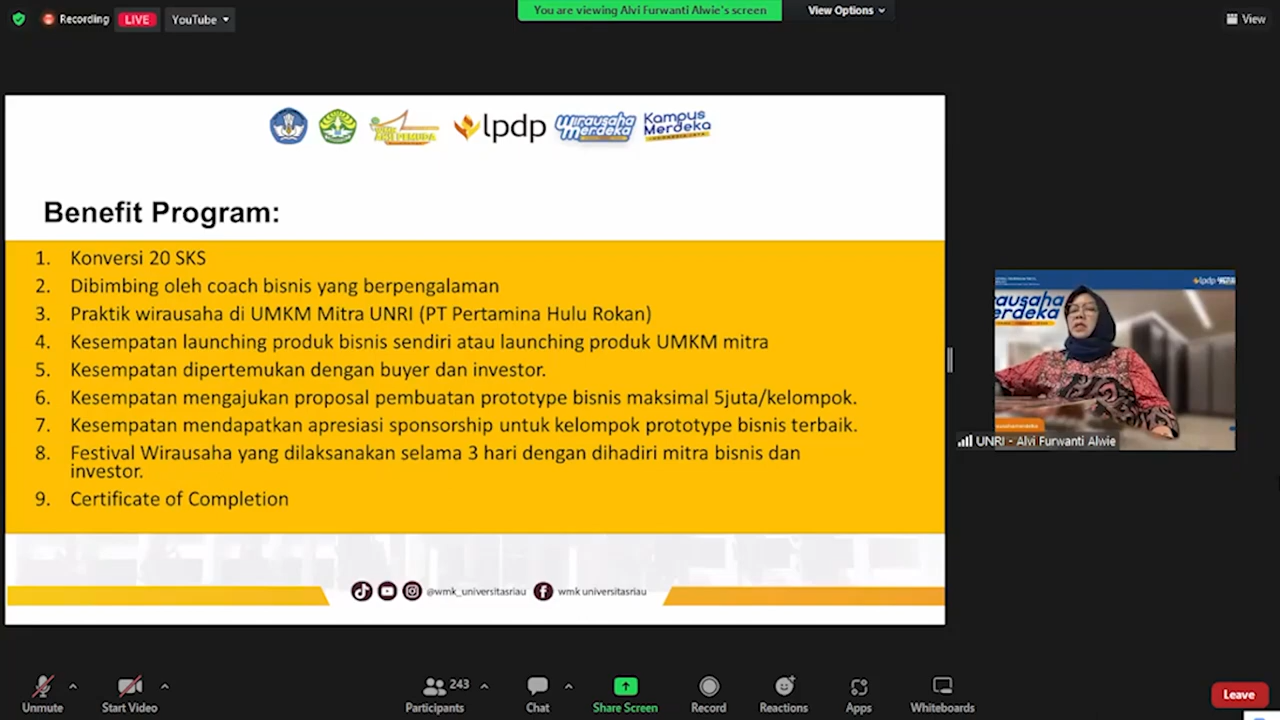 Recording
LIVE
YouTube
You are viewing Alvi Furwanti Alwie's screen
View Options
View
lpdp
Wirausaha
Merdeka
Kampus
Merdeka
INDONESIA JAYA
Benefit Program:
1. Konversi 20 SKS
2. Dibimbing oleh coach bisnis yang berpengalaman
3. Praktik wirausaha di UMKM Mitra UNRI (PT Pertamina Hulu Rokan)
4. Kesempatan launching produk bisnis sendiri atau launching produk UMKM mitra
5. Kesempatan dipertemukan dengan buyer dan investor.
6. Kesempatan mengajukan proposal pembuatan prototype bisnis maksimal 5juta/kelompok.
7. Kesempatan mendapatkan apresiasi sponsorship untuk kelompok prototype bisnis terbaik.
8. Festival Wirausaha yang dilaksanakan selama 3 hari dengan dihadiri mitra bisnis dan
investor.
9. Certificate of Completion
@wmk_universitasriau
wmk universitasriau
lpdp
ausaha
erdeka
UNRI - Alvi Furwanti Alwie
Unmute
Start Video
243
Participants
Chat
Share Screen
Record
Reactions
Apps
Whiteboards
Leave